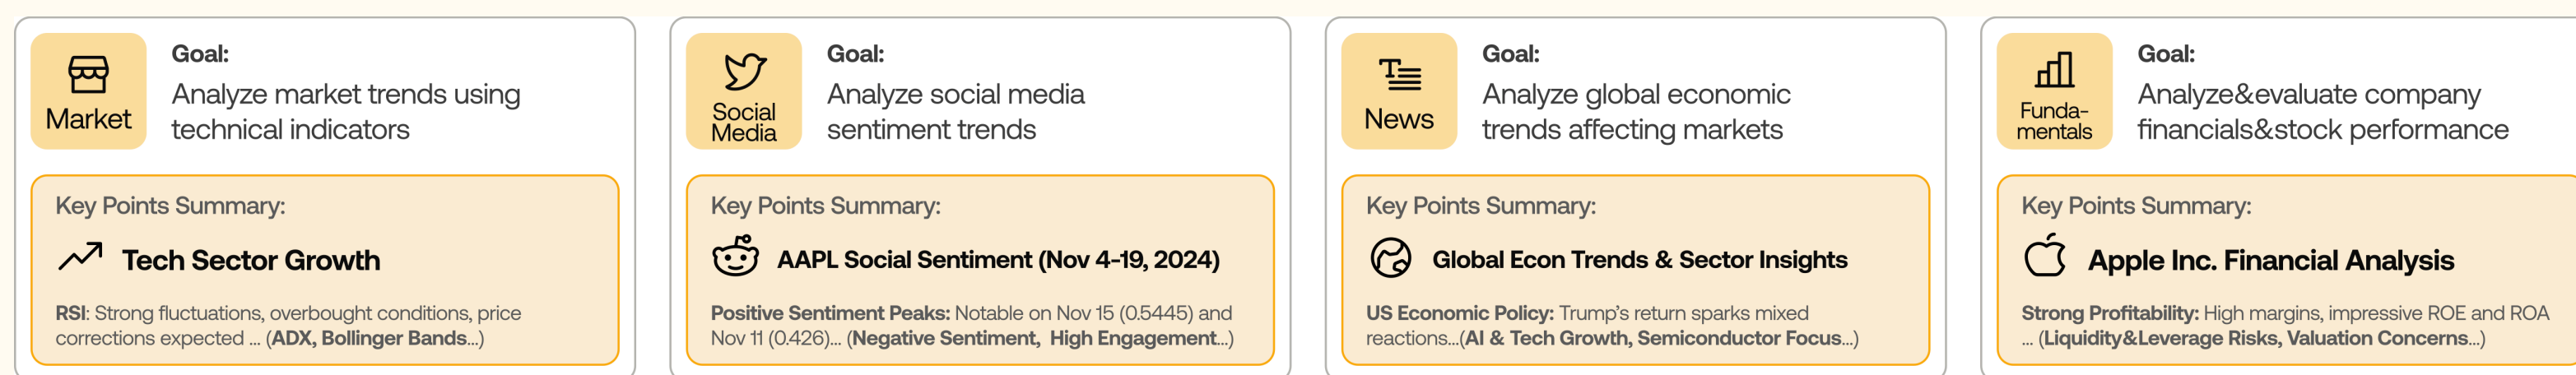 Market
Goal:
Analyze market trends using
technical indicators
Key Points Summary:
Tech Sector Growth
RSI: Strong fluctuations, overbought conditions, price
corrections expected ... (ADX, Bollinger Bands...)
Social
Media
Goal:
Analyze social media
sentiment trends
Key Points Summary:
AAPL Social Sentiment (Nov 4-19, 2024)
Positive Sentiment Peaks: Notable on Nov 15 (0.5445) and
Nov 11 (0.426)... (Negative Sentiment, High Engagement...)
News
Goal:
Analyze global economic
trends affecting markets
Key Points Summary:
Global Econ Trends & Sector Insights
US Economic Policy: Trump’s return sparks mixed
reactions...(AI & Tech Growth, Semiconductor Focus...)
Funda-
mentals
Goal:
Analyze&evaluate company
financials&stock performance
Key Points Summary:
Apple Inc. Financial Analysis
Strong Profitability: High margins, impressive ROE and ROA
... (Liquidity&Leverage Risks, Valuation Concerns...)